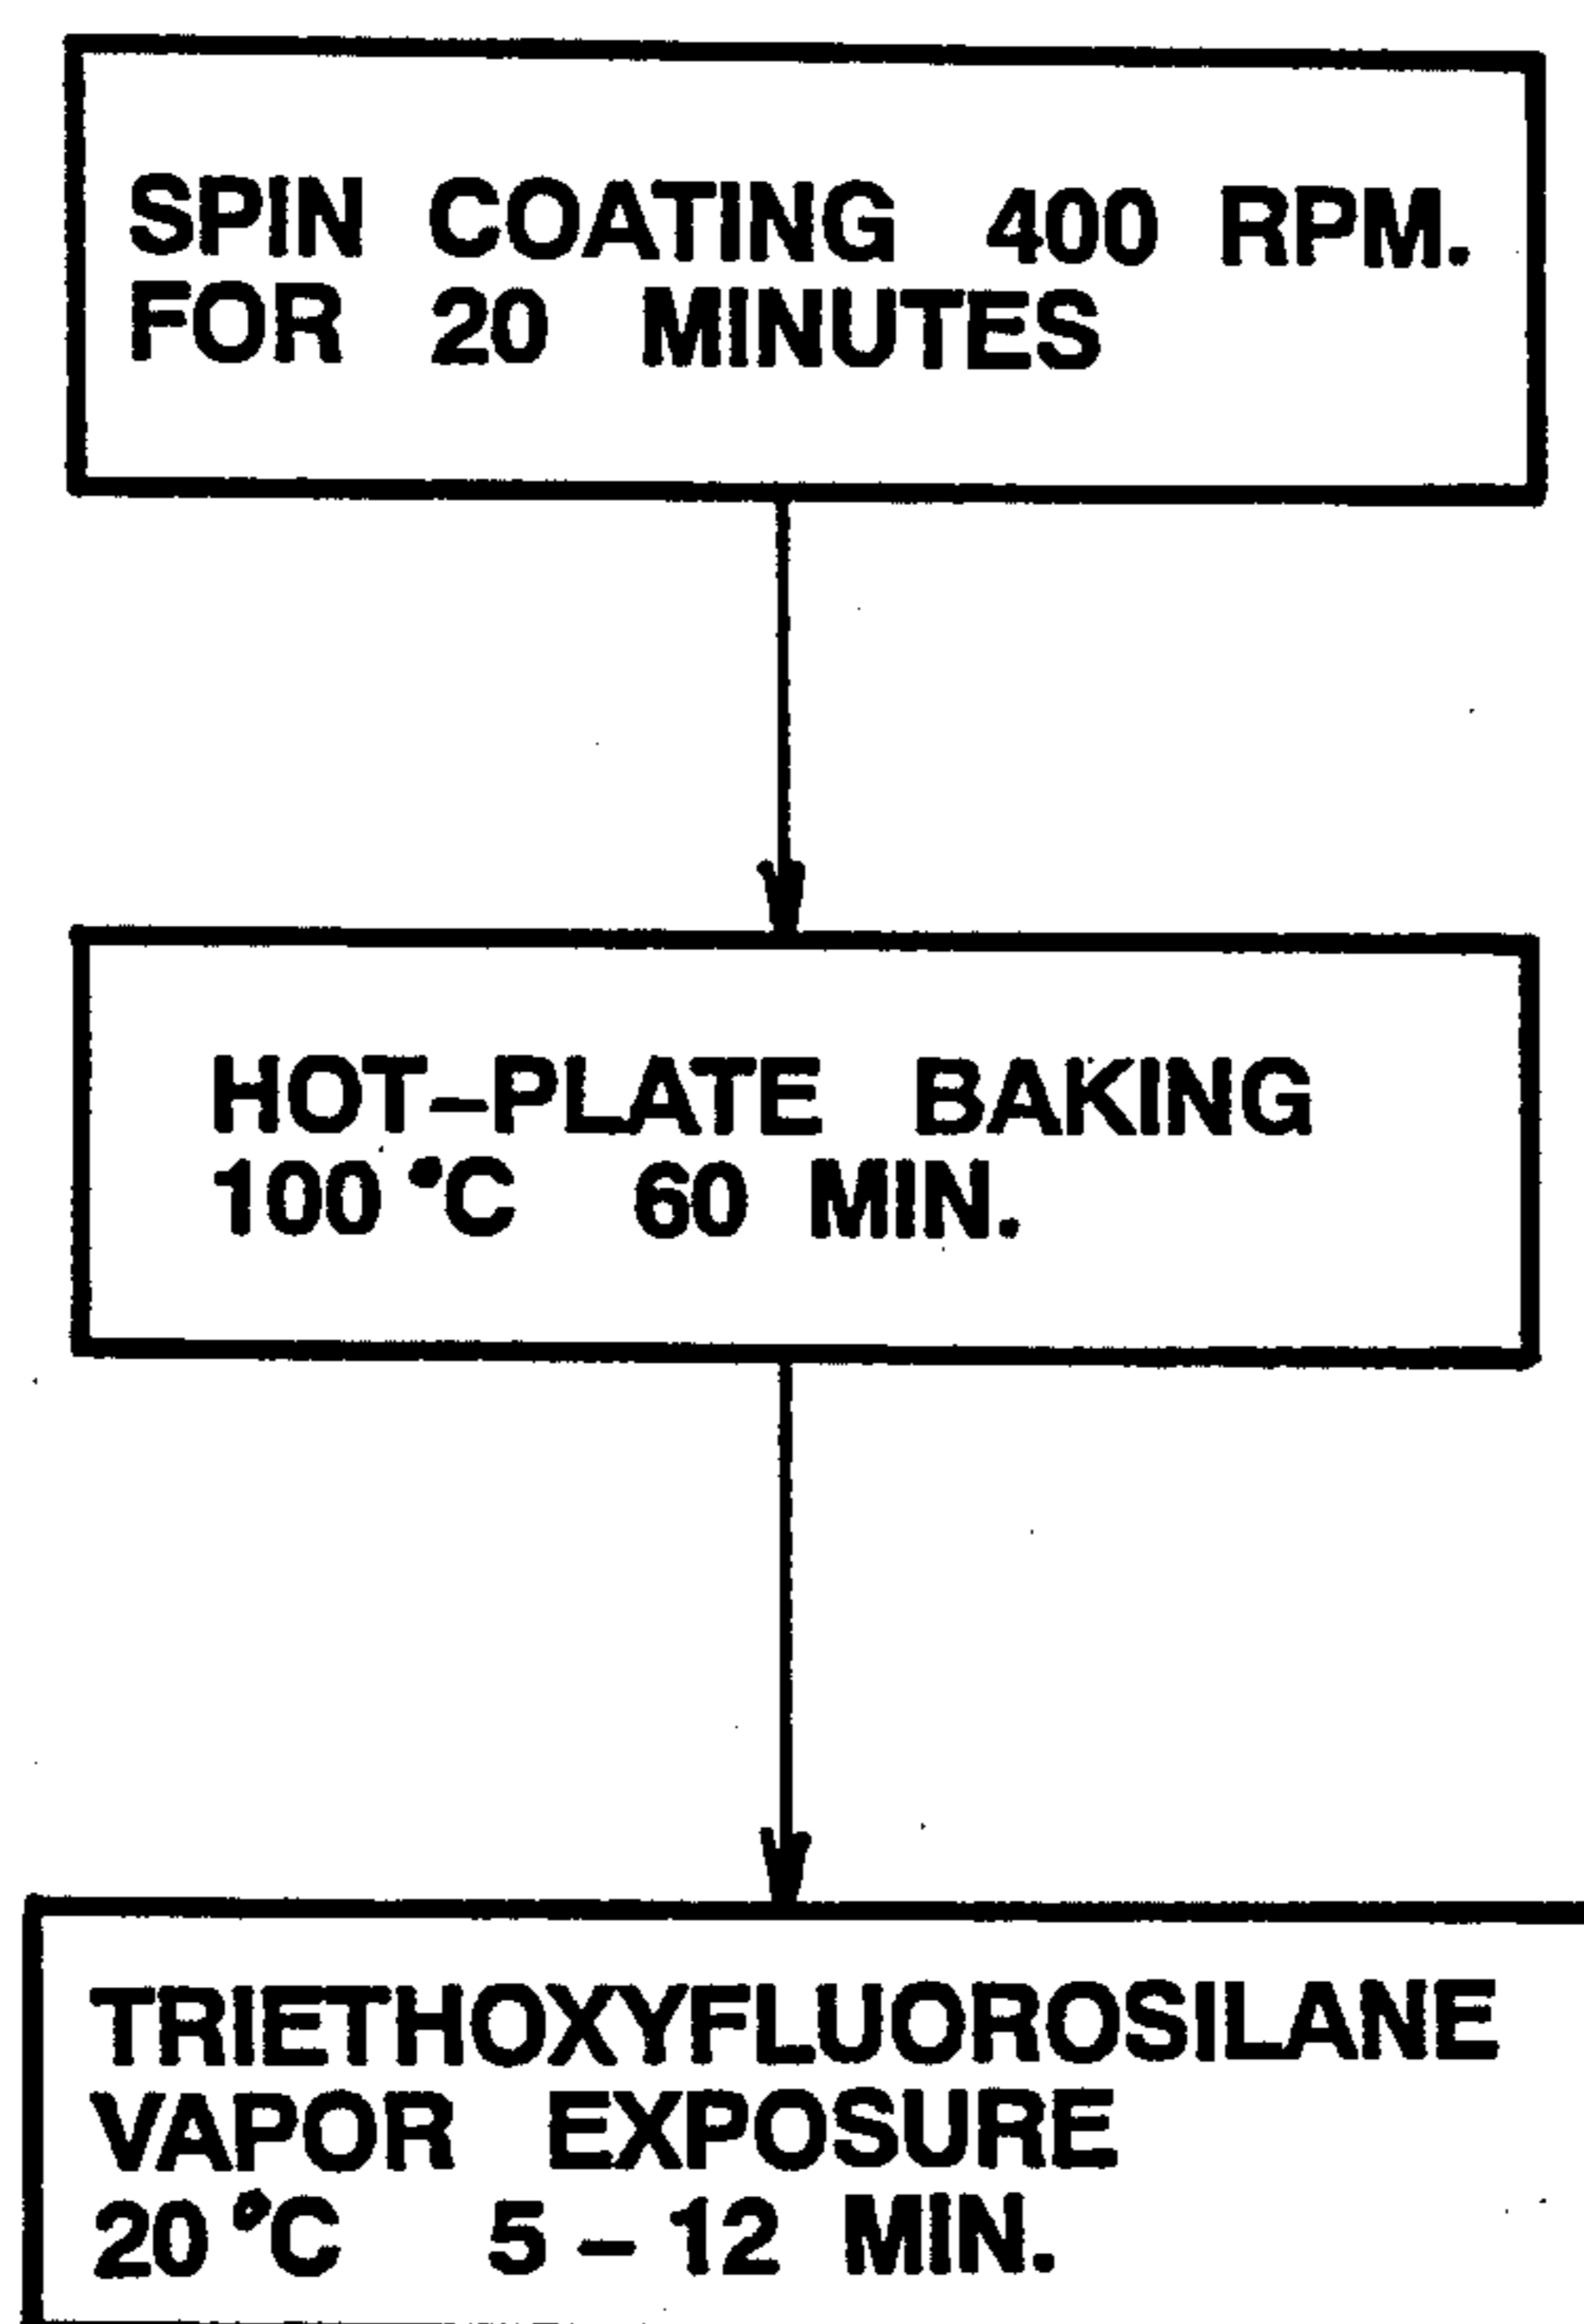 SPIN COATING 400 RPM.
FOR 20 MINUTES
HOT-PLATE BAKING
100°C 60 MIN.
TRIETHOXYFLUOROSILANE
VAPOR EXPOSURE
20°C 5-12 MIN.